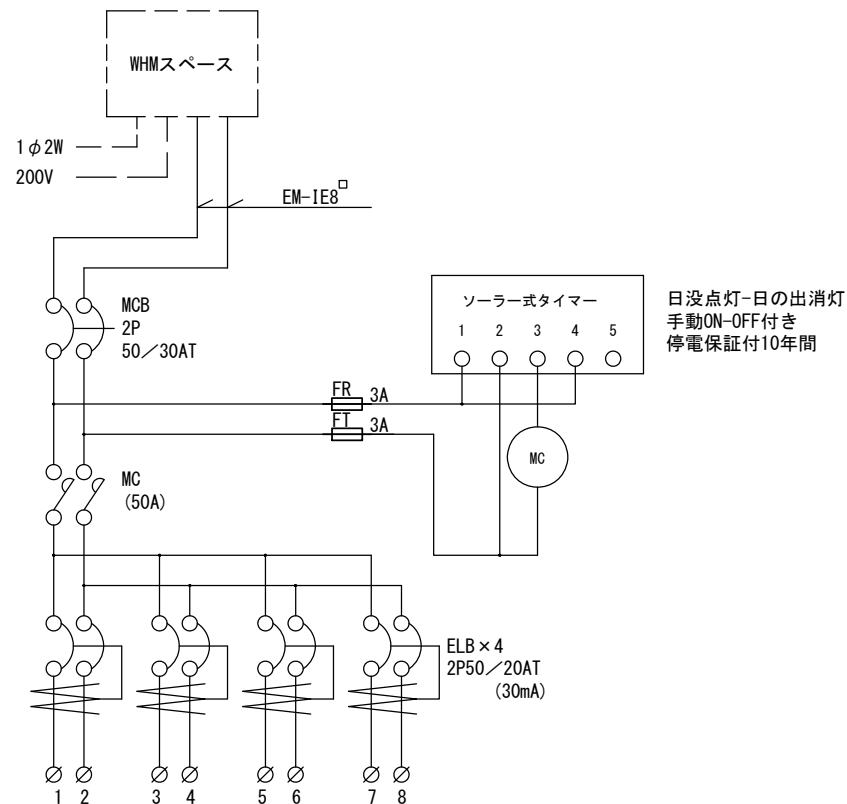 WHMスペース
1φ2W
200V
EM-IE8□
MCB
2P
50／30AT
ソーラー式タイマー
1 2 3 4 5
日没点灯-日の出消灯
手動ON-OFF付き
停電保証付10年間
FR 3A
FT 3A
MC
MC
(50A)
ELB×4
2P50／20AT
(30mA)
1 2 3 4 5 6 7 8